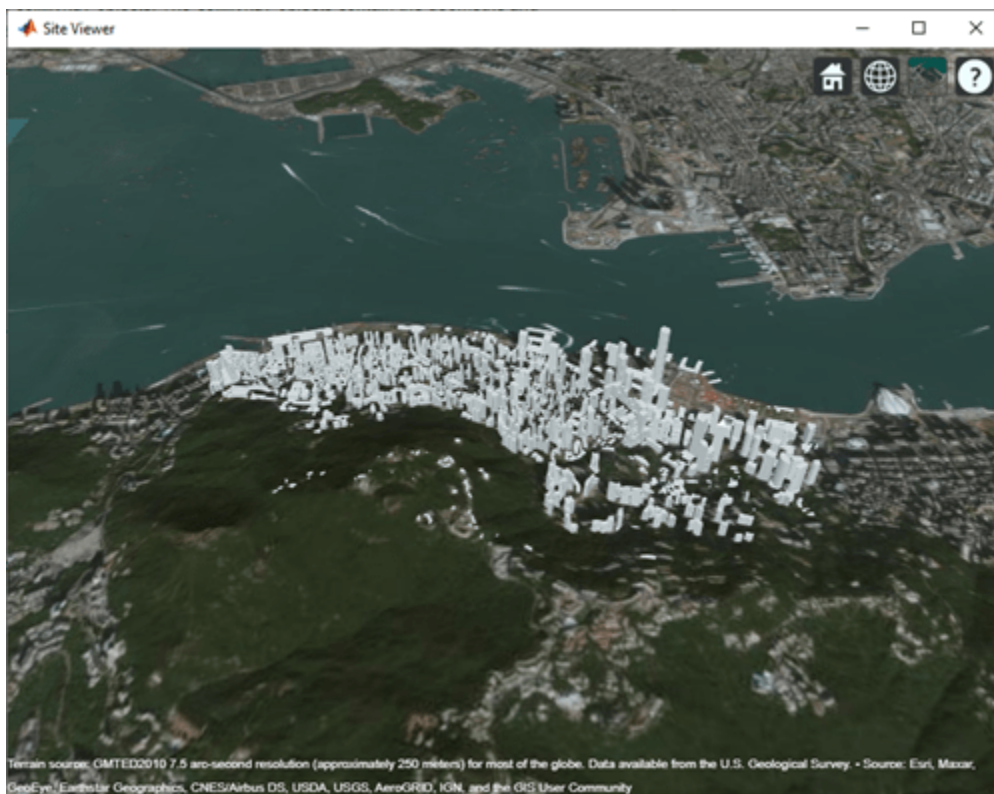 Site Viewer
?
Terrain source: GMTED2010 7.5 arc-second resolution (approximately 250 meters) for most of the globe. Data available from the U.S. Geological Survey. • Source: Esri, Maxar,
GeoEye, Earthstar Geographics, CNES/Airbus DS, USDA, USGS, AeroGRID, IGN, and the GIS User Community